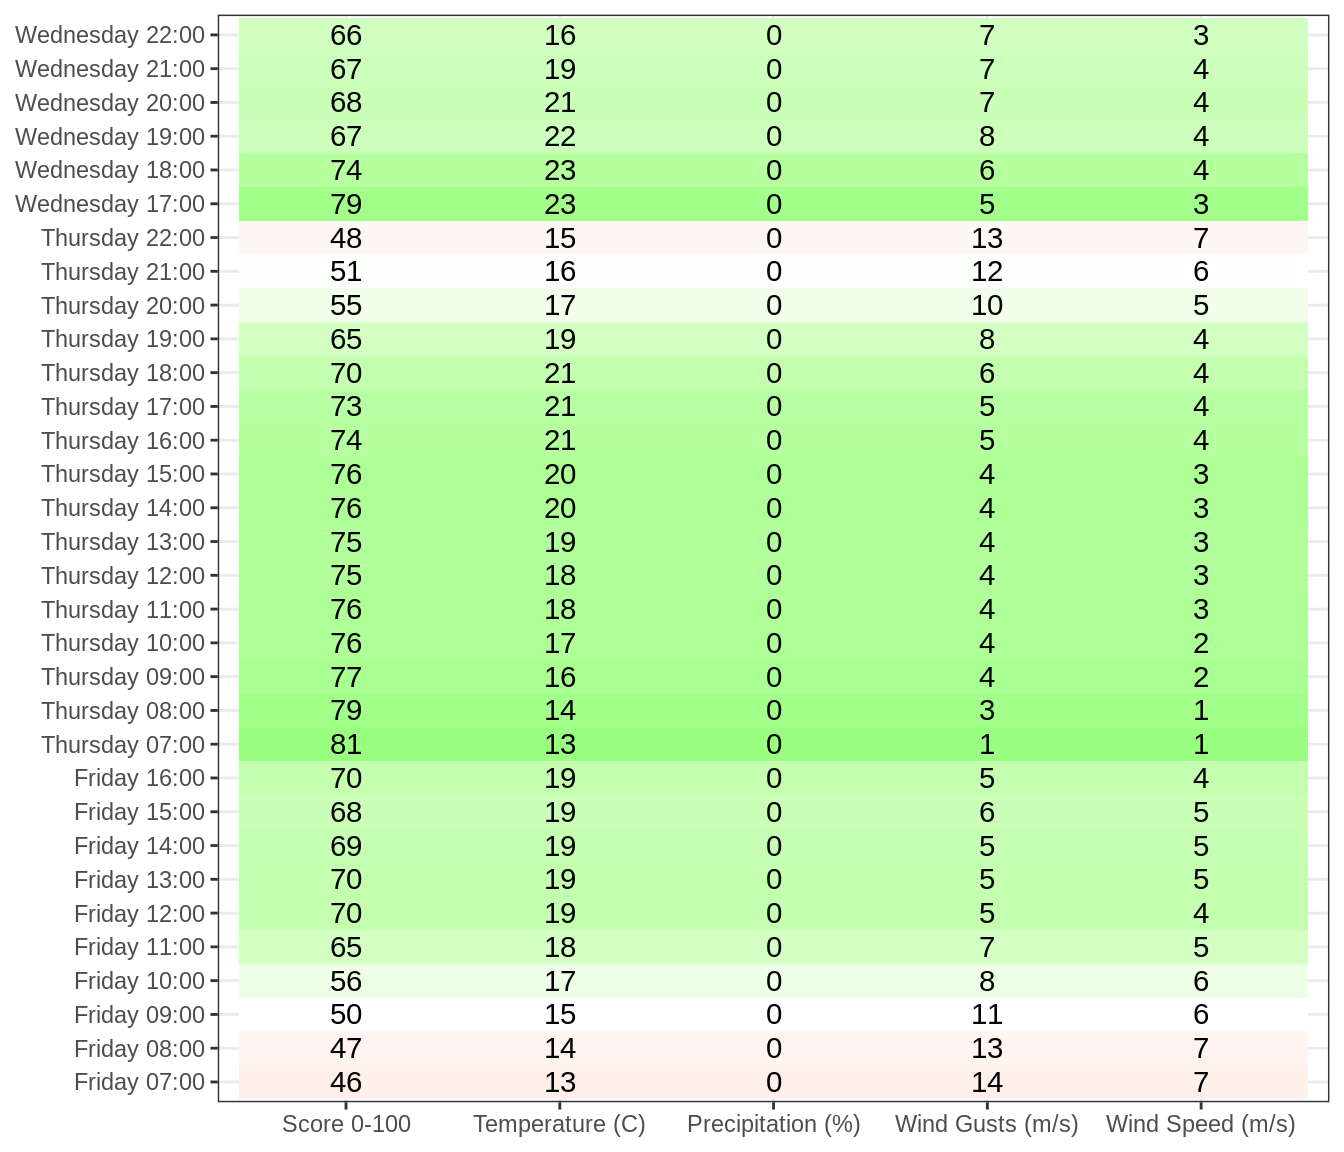 Wednesday 22:00 66 16 0 7 3
Wednesday 21:00 67 19 0 7 4
Wednesday 20:00 68 21 0 7 4
Wednesday 19:00 67 22 0 8 4
Wednesday 18:00 74 23 0 6 4
Wednesday 17:00 79 23 0 5 3
Thursday 22:00 48 15 0 13 7
Thursday 21:00 51 16 0 12 6
Thursday 20:00 55 17 0 10 5
Thursday 19:00 65 19 0 8 4
Thursday 18:00 70 21 0 6 4
Thursday 17:00 73 21 0 5 4
Thursday 16:00 74 21 0 5 4
Thursday 15:00 76 20 0 4 3
Thursday 14:00 76 20 0 4 3
Thursday 13:00 75 19 0 4 3
Thursday 12:00 75 18 0 4 3
Thursday 11:00 76 18 0 4 3
Thursday 10:00 76 17 0 4 2
Thursday 09:00 77 16 0 4 2
Thursday 08:00 79 14 0 3 1
Thursday 07:00 81 13 0 1 1
Friday 16:00 70 19 0 5 4
Friday 15:00 68 19 0 6 5
Friday 14:00 69 19 0 5 5
Friday 13:00 70 19 0 5 5
Friday 12:00 70 19 0 5 4
Friday 11:00 65 18 0 7 5
Friday 10:00 56 17 0 8 6
Friday 09:00 50 15 0 11 6
Friday 08:00 47 14 0 13 7
Friday 07:00 46 13 0 14 7
Score 0-100 Temperature (C) Precipitation (%) Wind Gusts (m/s) Wind Speed (m/s)